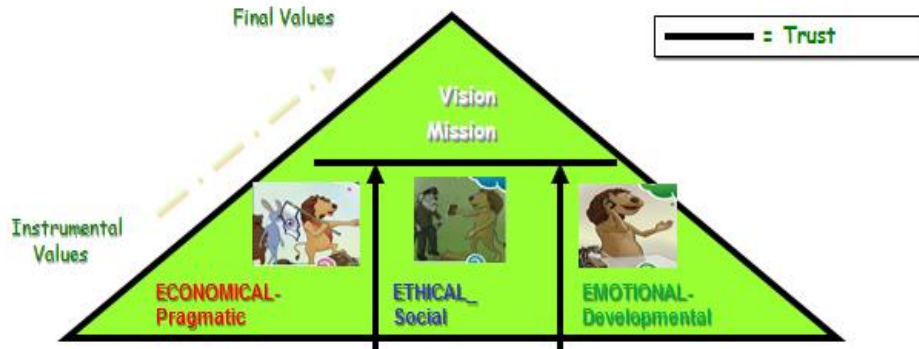 Final Values
= Trust
Vision
Mission
Instrumental
Values
ECONOMICAL-
Pragmatic
ETHICAL_
Social
EMOTIONAL-
Developmental